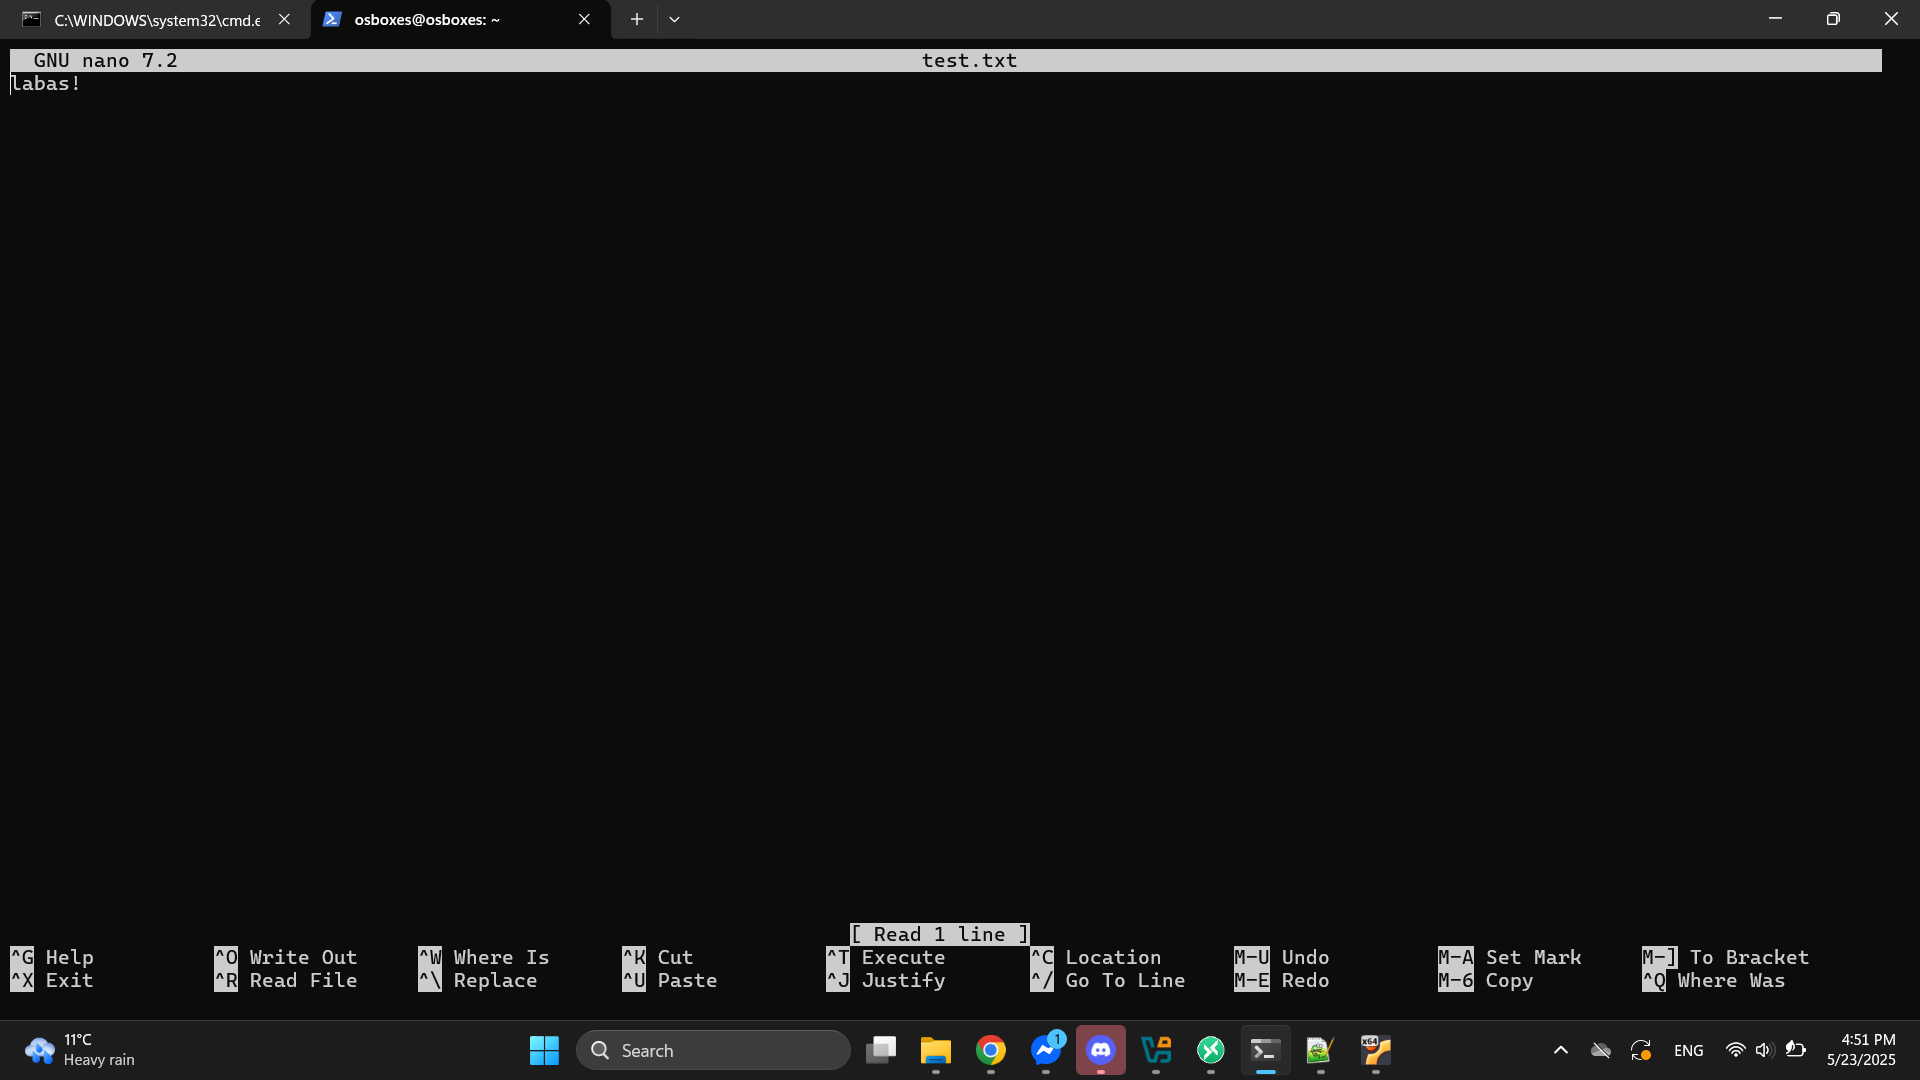 C:\WINDOWS\system32\cmd.e
osboxes@osboxes: ~
GNU nano 7.2 test.txt
labas!
[ Read 1 line ]
^G Help ^O Write Out ^W Where Is ^K Cut ^T Execute ^C Location M-U Undo M-A Set Mark M-] To Bracket
^X Exit ^R Read File ^\ Replace ^U Paste ^J Justify ^/ Go To Line M-E Redo M-6 Copy ^Q Where Was
11°C
Heavy rain
Search
1
x64
ENG
4:51 PM
5/23/2025